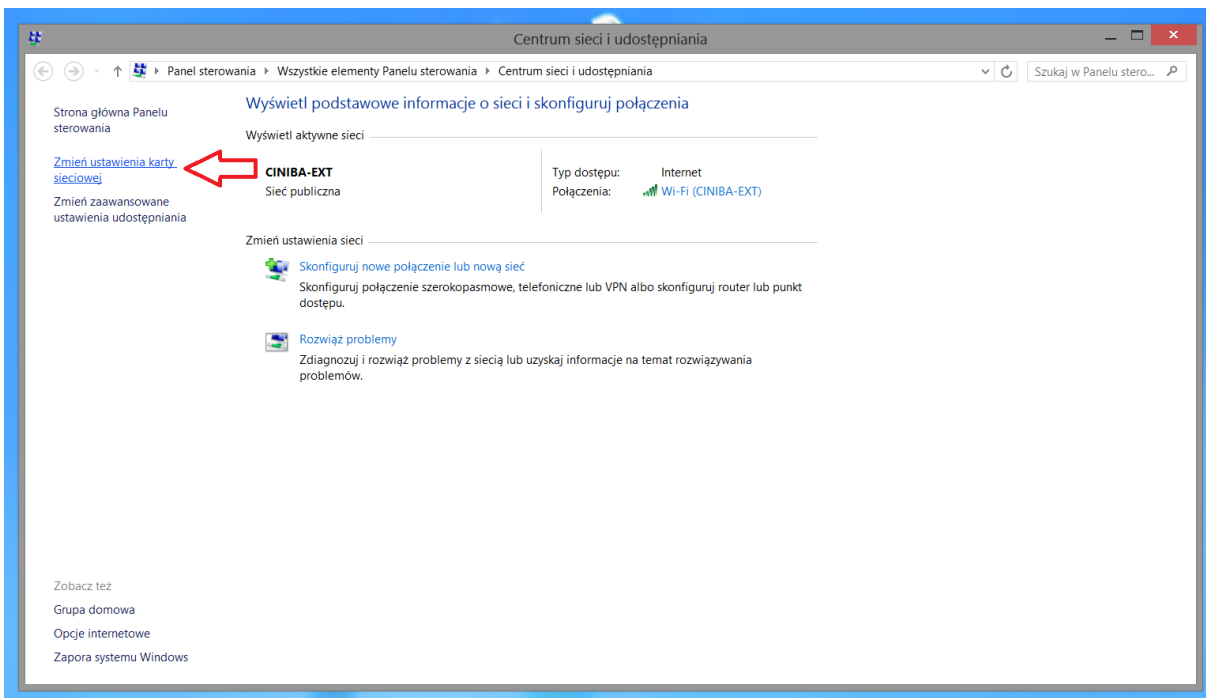 Centrum sieci i udostępniania
Panel sterowania Wszystkie elementy Panelu sterowania Centrum sieci i udostępniania
Szukaj w Panelu stero...
Strona główna Panelu
sterowania
Zmień ustawienia karty
sieciowej
Zmień zaawansowane
ustawienia udostępniania
Wyświetl podstawowe informacje o sieci i skonfiguruj połączenia
Wyświetl aktywne sieci
CINIBA-EXT
Sieć publiczna
Typ dostępu: Internet
Połączenia: Wi-Fi (CINIBA-EXT)
Zmień ustawienia sieci
Skonfiguruj nowe połączenie lub nową sieć
Skonfiguruj połączenie szerokopasmowe, telefoniczne lub VPN albo skonfiguruj router lub punkt
dostępu.
Rozwiąż problemy
Zdiagnozuj i rozwiąż problemy z siecią lub uzyskaj informacje na temat rozwiązywania
problemów.
Zobacz też
Grupa domowa
Opcje internetowe
Zapora systemu Windows